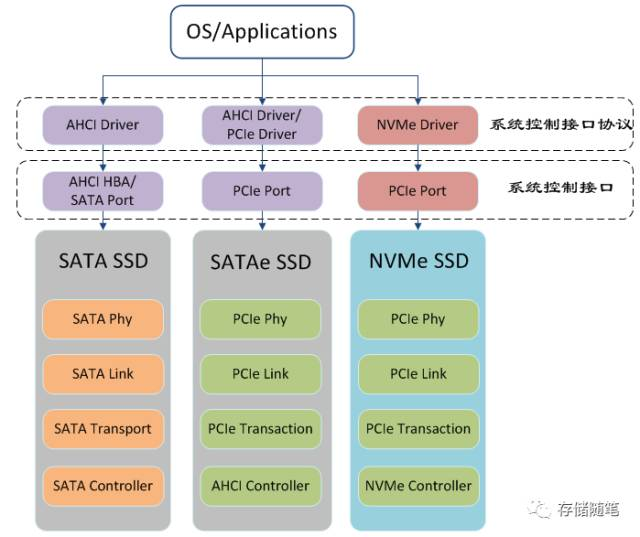 OS/Applications
AHCI Driver
AHCI Driver/
PCIe Driver
NVMe Driver
系统控制接口协议
AHCI HBA/
SATA Port
PCIe Port
PCIe Port
系统控制接口
SATA SSD
SATAe SSD
NVMe SSD
SATA Phy
PCIe Phy
PCIe Phy
SATA Link
PCIe Link
PCIe Link
SATA Transport
PCIe Transaction
PCIe Transaction
SATA Controller
AHCI Controller
NVMe Controller
存储随笔